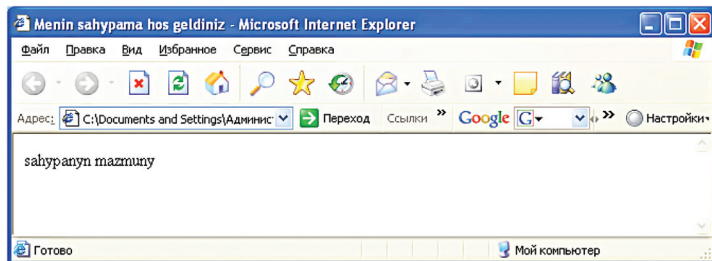 Menin sahypama hos geldiniz - Microsoft Internet Explorer
Файл Правка Вид Избранное Сервис Справка
Адрес: C:\Documents and Settings\Админис Переход Ссылки » Google G » Настройки
sahypanyn mazmuny
Готово Мой компьютер